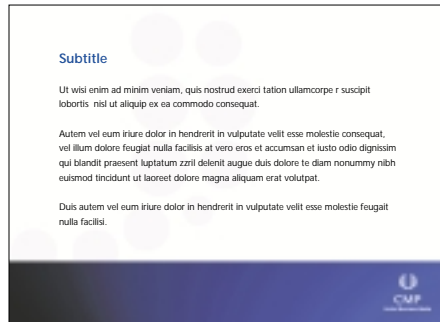 Subtitle
Ut wisi enim ad minim veniam, quis nostrud exerci tation ullamcorpe r suscipit
lobortis nisl ut aliquip ex ea commodo consequat.
Autem vel eum iriure dolor in hendrerit in vulputate velit esse molestie consequat,
vel illum dolore feugiat nulla facilisis at vero eros et accumsan et iusto odio dignissim
qui blandit praesent luptatum zzril delenit augue duis dolore te diam nonummy nibh
euismod tincidunt ut laoreet dolore magna aliquam erat volutpat.
Duis autem vel eum iriure dolor in hendrerit in vulputate velit esse molestie feugait
nulla facilisi.
CMP